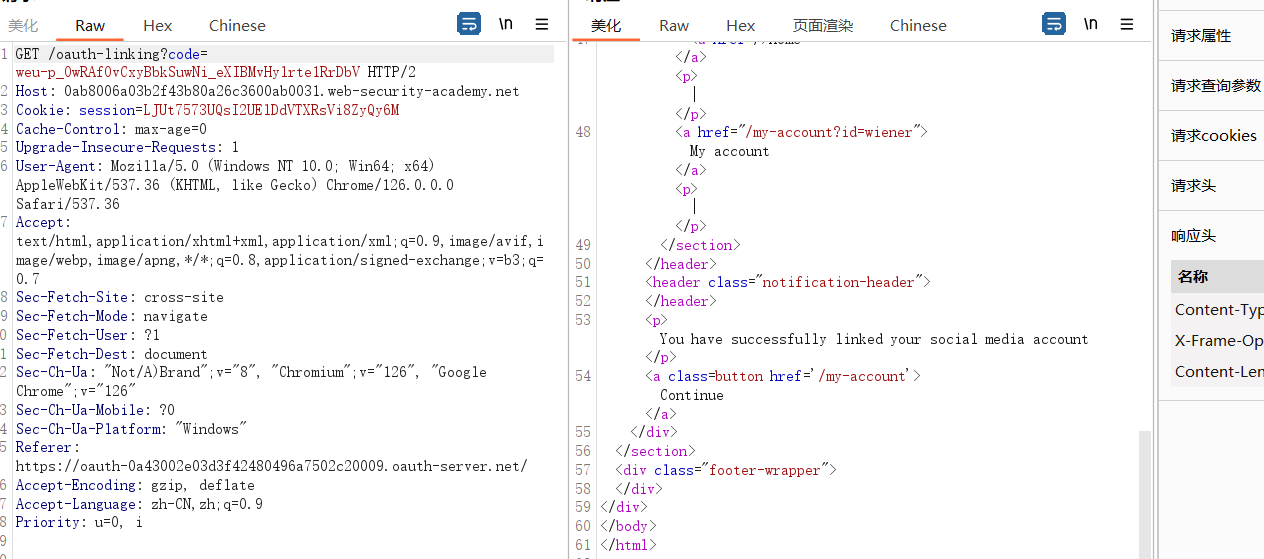 美化
Raw
Hex
Chinese
\n
1 GET /oauth-linking?code=
weu-p_OwRAf0vCxyBbkSuwNi_eXIBMvHylrte1RrDbV HTTP/2
2 Host: 0ab8006a03b2f43b80a26c3600ab0031.web-security-academy.net
3 Cookie: session=LJUt7573UQsI2UElDdVTXRsVi8ZyQy6M
4 Cache-Control: max-age=0
5 Upgrade-Insecure-Requests: 1
6 User-Agent: Mozilla/5.0 (Windows NT 10.0; Win64; x64)
AppleWebKit/537.36 (KHTML, like Gecko) Chrome/126.0.0.0
Safari/537.36
7 Accept:
text/html,application/xhtml+xml,application/xml;q=0.9,image/avif,i
mage/webp,image/apng,*/*;q=0.8,application/signed-exchange;v=b3;q=
0.7
8 Sec-Fetch-Site: cross-site
9 Sec-Fetch-Mode: navigate
0 Sec-Fetch-User: ?1
1 Sec-Fetch-Dest: document
2 Sec-Ch-Ua: "Not/A)Brand";v="8", "Chromium";v="126", "Google
Chrome";v="126"
3 Sec-Ch-Ua-Mobile: ?0
4 Sec-Ch-Ua-Platform: "Windows"
5 Referer:
https://oauth-0a43002e03d3f42480496a7502c20009.oauth-server.net/
6 Accept-Encoding: gzip, deflate
7 Accept-Language: zh-CN,zh;q=0.9
8 Priority: u=0, i
9
0
美化
Raw
Hex
页面渲染
Chinese
\n
</a>
<p>
|
</p>
48 <a href="/my-account?id=wiener">
My account
</a>
<p>
|
</p>
49 </section>
50 </header>
51 <header class="notification-header">
52 </header>
53 <p>
You have successfully linked your social media account
</p>
54 <a class=button href='/my-account'>
Continue
</a>
55 </div>
56 </section>
57 <div class="footer-wrapper">
58 </div>
59 </div>
60 </body>
61 </html>
请求属性
请求查询参数
请求cookies
请求头
响应头
名称
Content-Typ
X-Frame-Op
Content-Len